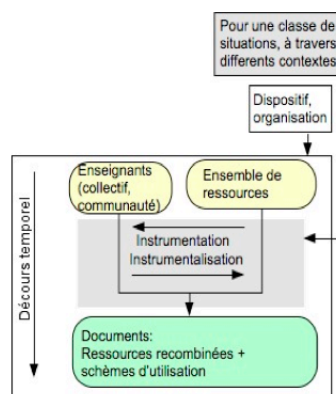 Pour une classe de
situations, à travers
differents contextes
Dispositif,
organisation
Enseignants
(collectif,
communauté)
Ensemble de
ressources
Décours temporel
Instrumentation
Instrumentalisation
Documents:
Ressources recombinées +
schèmes d'utilisation